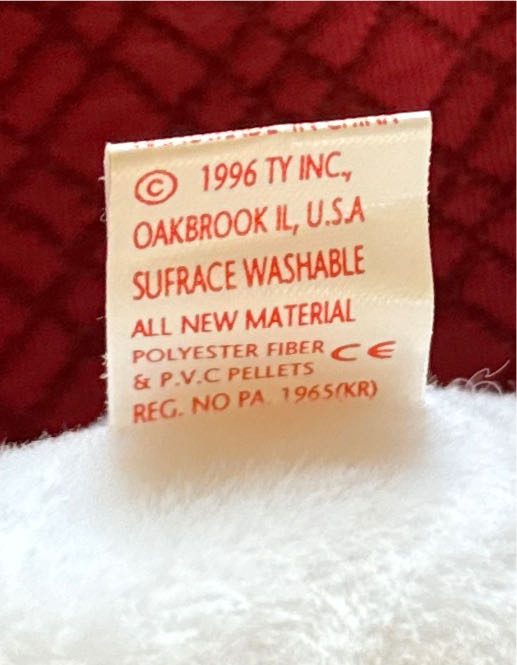 © 1996 TY INC.,
OAKBROOK IL, U.S.A
SUFRACE WASHABLE
ALL NEW MATERIAL
POLYESTER FIBER CE
& P.V.C PELLETS
REG. NO PA. 1965(KR)